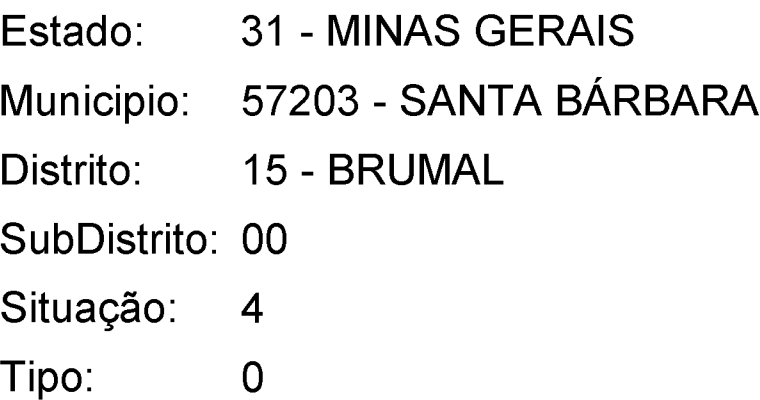 Estado: 31 - MINAS GERAIS
Municipio: 57203 - SANTA BÁRBARA
Distrito: 15 - BRUMAL
SubDistrito: 00
Situação: 4
Tipo: 0